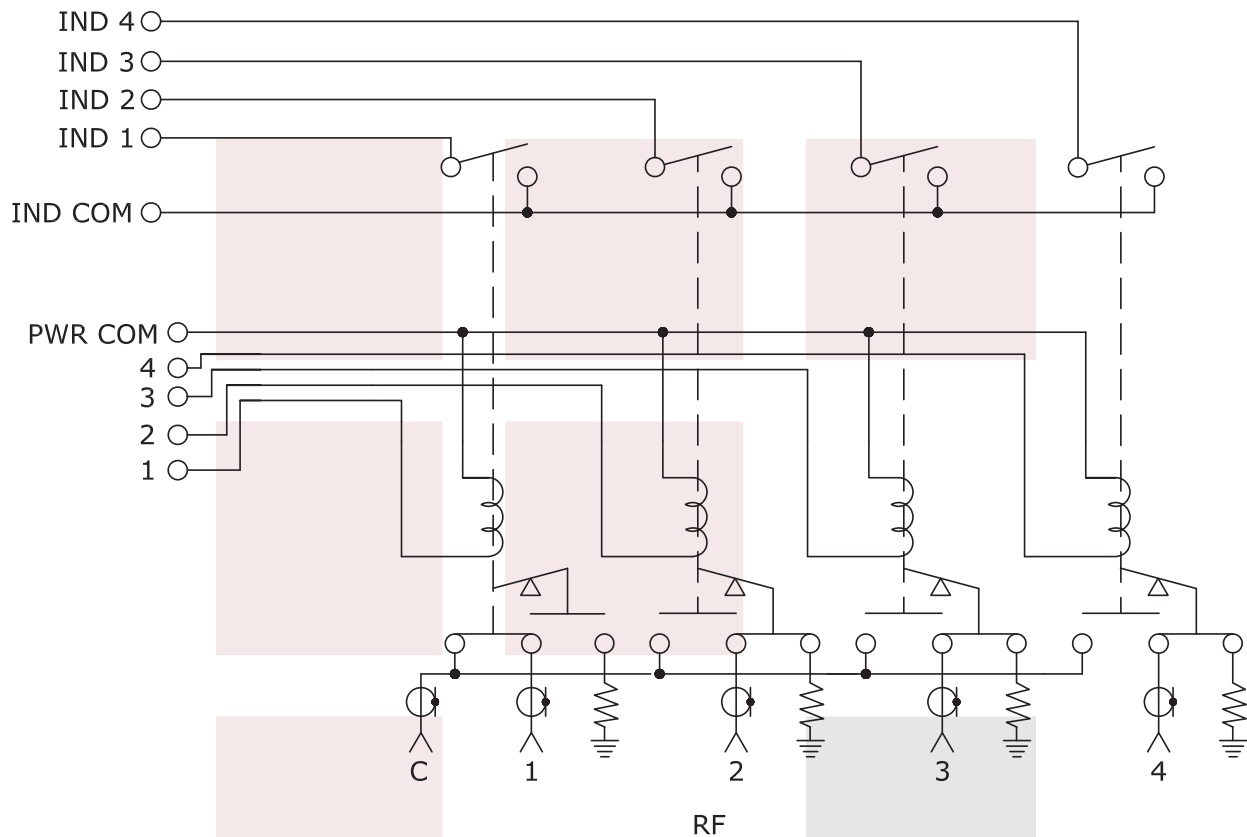 IND 4
IND 3
IND 2
IND 1
IND COM
PWR COM
4
3
2
1
C 1 2 3 4
RF